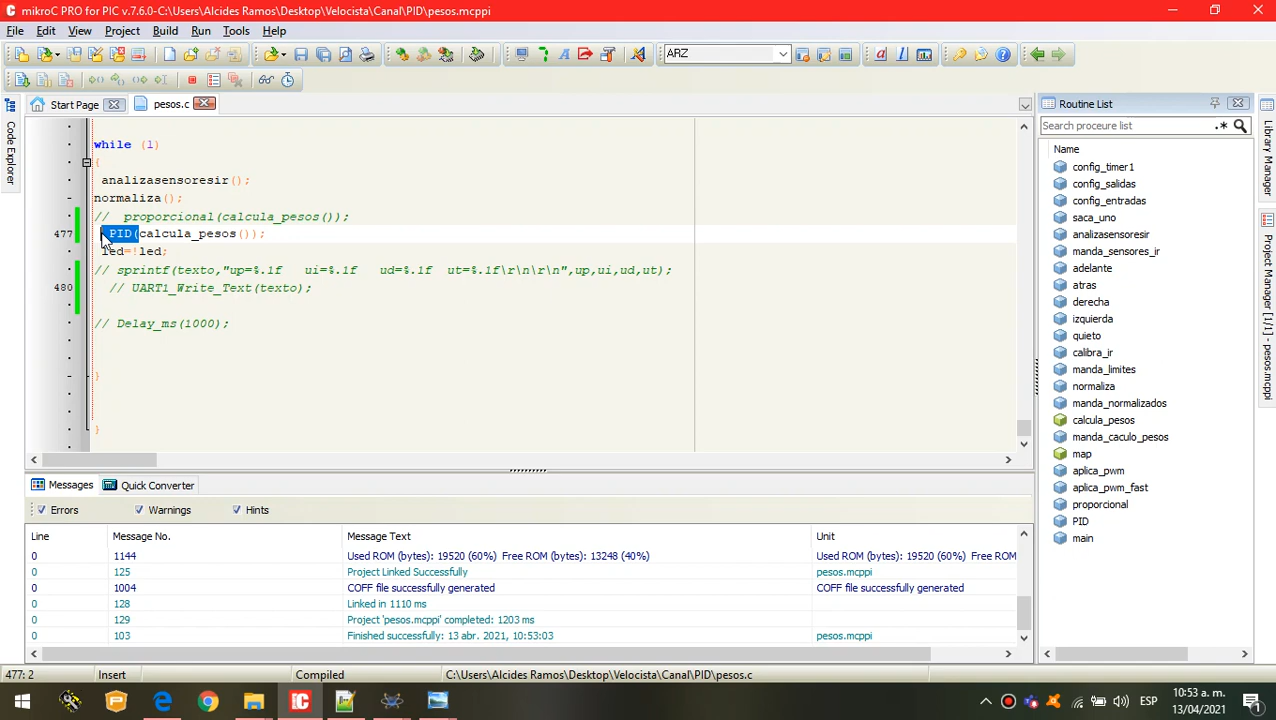 mikroC PRO for PIC v.7.6.0-C:\Users\Alcides Ramos\Desktop\Velocista\Canal\PID\pesos.mcppi
File Edit View Project Build Run Tools Help
ARZ
Start Page
pesos.c
Code Explorer
while (1)
{
analizasensoresir();
normaliza();
// proporcional(calcula_pesos());
477 PID(calcula_pesos());
led=!led;
// sprintf(texto,"up=$.1f ui=$.1f ud=$.1f ut=$.1f\r\n\r\n",up,ui,ud,ut);
480 // UART1_Write_Text(texto);
// Delay_ms(1000);
}
}
Routine List
Search proceure list
Name
config_timer1
config_salidas
config_entradas
saca_uno
analizasensoresir
manda_sensores_ir
adelante
atras
derecha
izquierda
quieto
calibra_ir
manda_limites
normaliza
manda_normalizados
calcula_pesos
manda_caculo_pesos
map
aplica_pwm
aplica_pwm_fast
proporcional
PID
main
Library Manager
Project [1/1] - pesos.mcppi
Messages Quick Converter
Errors Warnings Hints
Line Message No. Message Text Unit
0 1144 Used ROM (bytes): 19520 (60%) Free ROM (bytes): 13248 (40%) Used ROM (bytes): 19520 (60%) Free ROM
0 125 Project Linked Successfully pesos.mcppi
0 1004 COFF file successfully generated COFF file successfully generated
0 128 Linked in 1110 ms
0 129 Project 'pesos.mcppi' completed: 1203 ms
0 103 Finished successfully: 13 abr. 2021, 10:53:03 pesos.mcppi
477: 2 Insert Compiled C:\Users\Alcides Ramos\Desktop\Velocista\Canal\PID\pesos.c
ESP
10:53 a. m.
13/04/2021